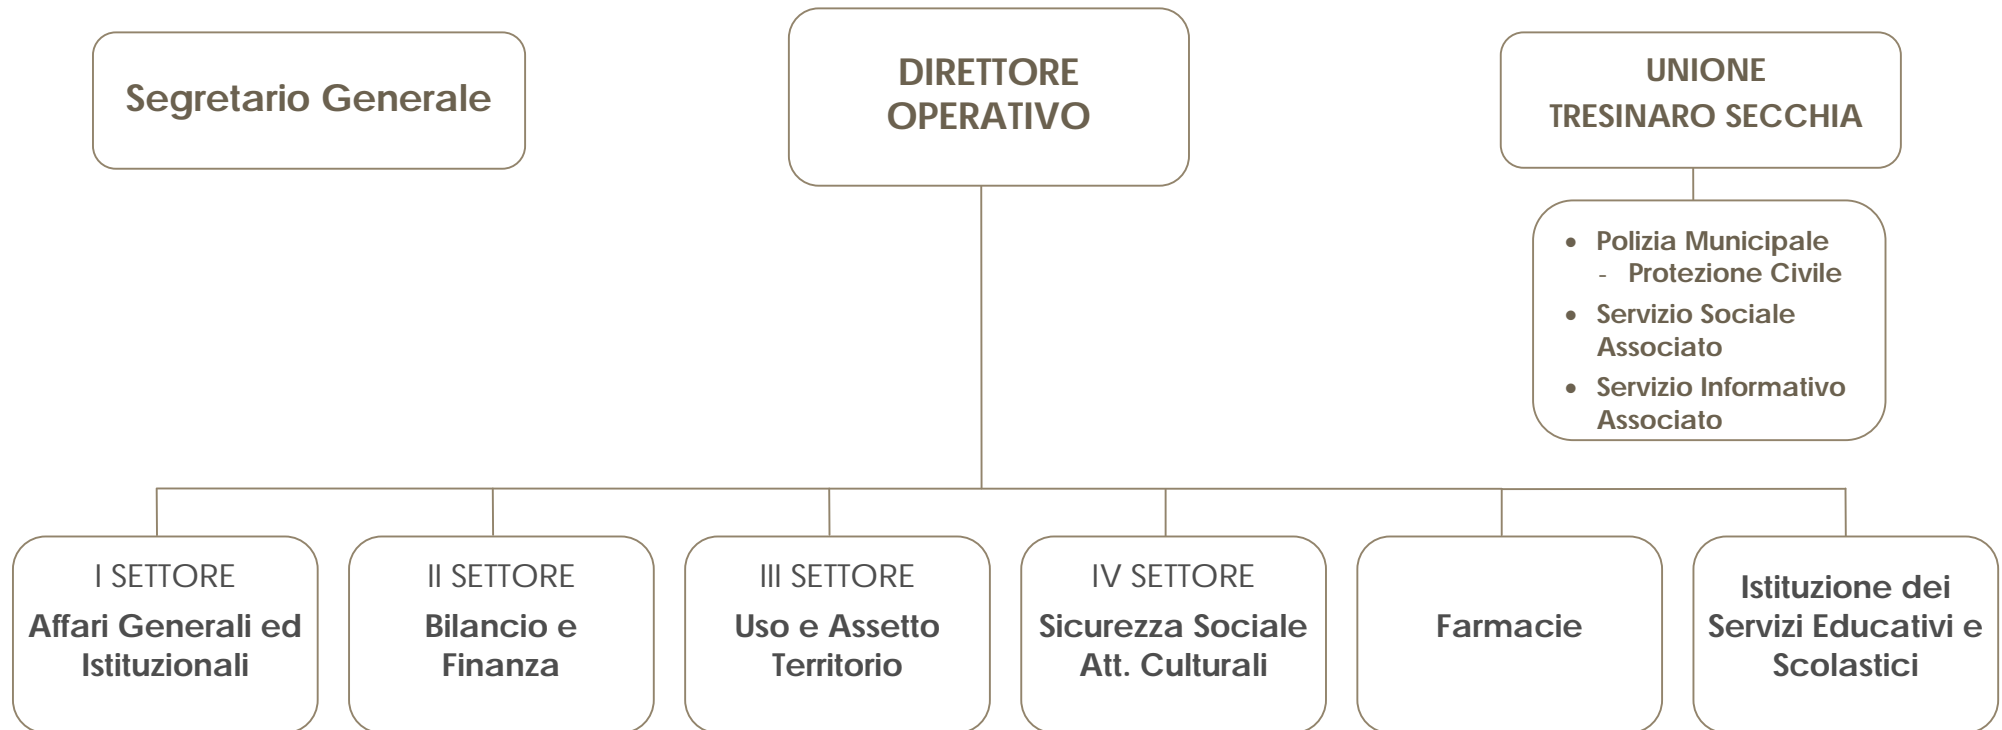 Segretario Generale
DIRETTORE
OPERATIVO
UNIONE
TRESINARO SECCHIA
• Polizia Municipale
- Protezione Civile
• Servizio Sociale
Associato
• Servizio Informativo
Associato
I SETTORE
Affari Generali ed
Istituzionali
II SETTORE
Bilancio e
Finanza
III SETTORE
Uso e Assetto
Territorio
IV SETTORE
Sicurezza Sociale
Att. Culturali
Farmacie
Istituzione dei
Servizi Educativi e
Scolastici